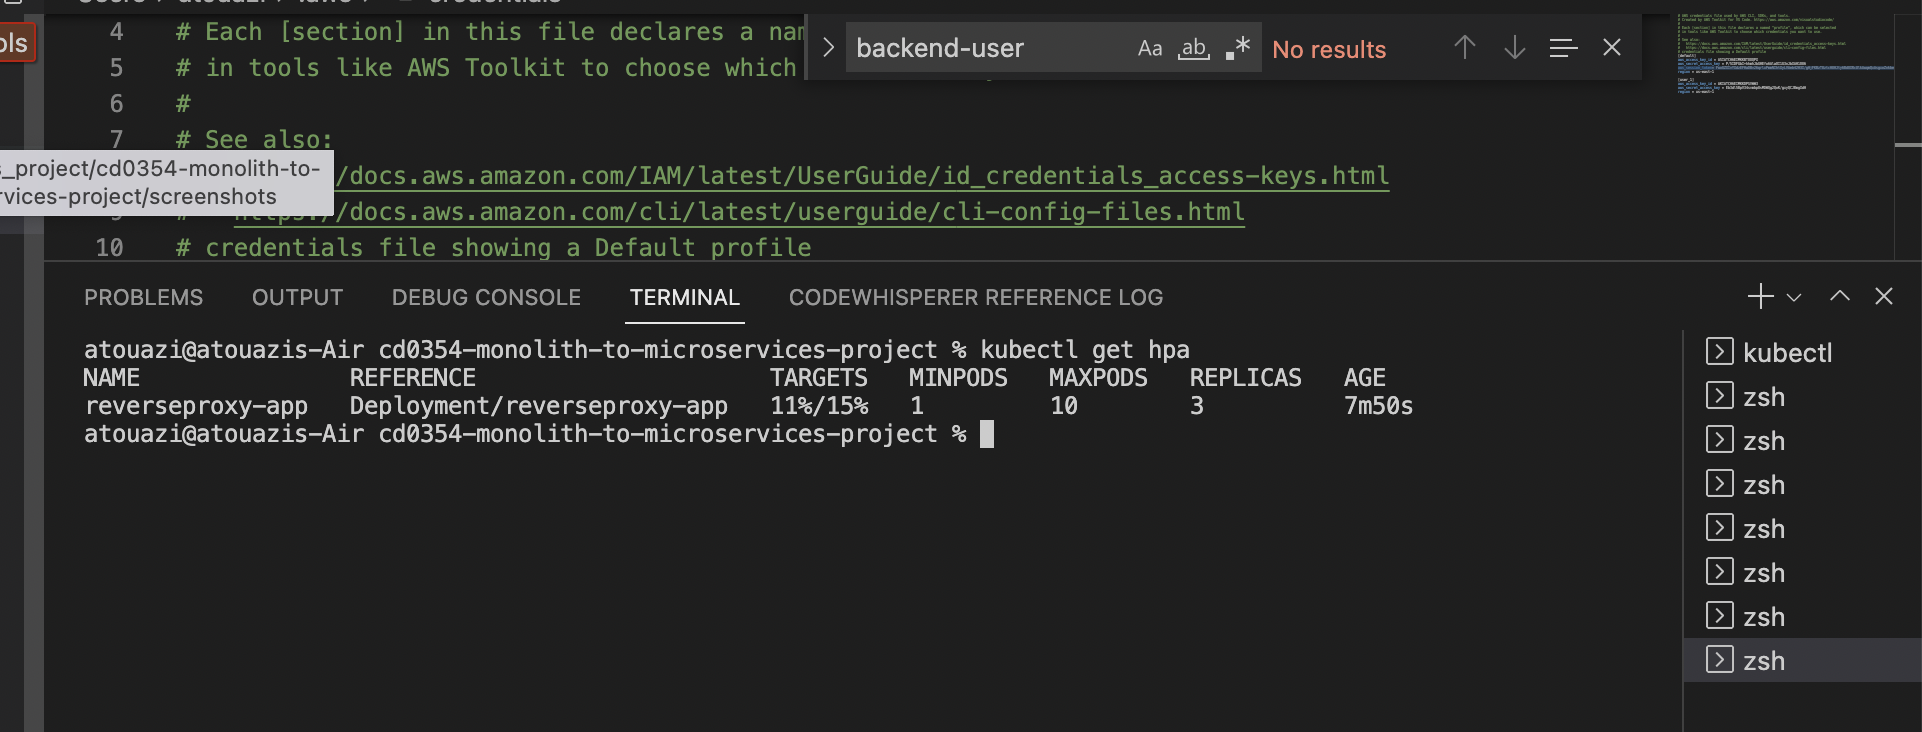 4 # Each [section] in this file declares a nam
5 # in tools like AWS Toolkit to choose which
6 #
7 # See also:
/docs.aws.amazon.com/IAM/latest/UserGuide/id_credentials_access-keys.html
/docs.aws.amazon.com/cli/latest/userguide/cli-config-files.html
10 # credentials file showing a Default profile
backend-user
Aa ab .*
No results
_project/cd0354-monolith-to-
vices-project/screenshots
PROBLEMS OUTPUT DEBUG CONSOLE TERMINAL CODEWHISPERER REFERENCE LOG
atouazi@atouazis-Air cd0354-monolith-to-microservices-project % kubectl get hpa
NAME REFERENCE TARGETS MINPODS MAXPODS REPLICAS AGE
reverseproxy-app Deployment/reverseproxy-app 11%/15% 1 10 3 7m50s
atouazi@atouazis-Air cd0354-monolith-to-microservices-project %
kubectl
zsh
zsh
zsh
zsh
zsh
zsh
zsh